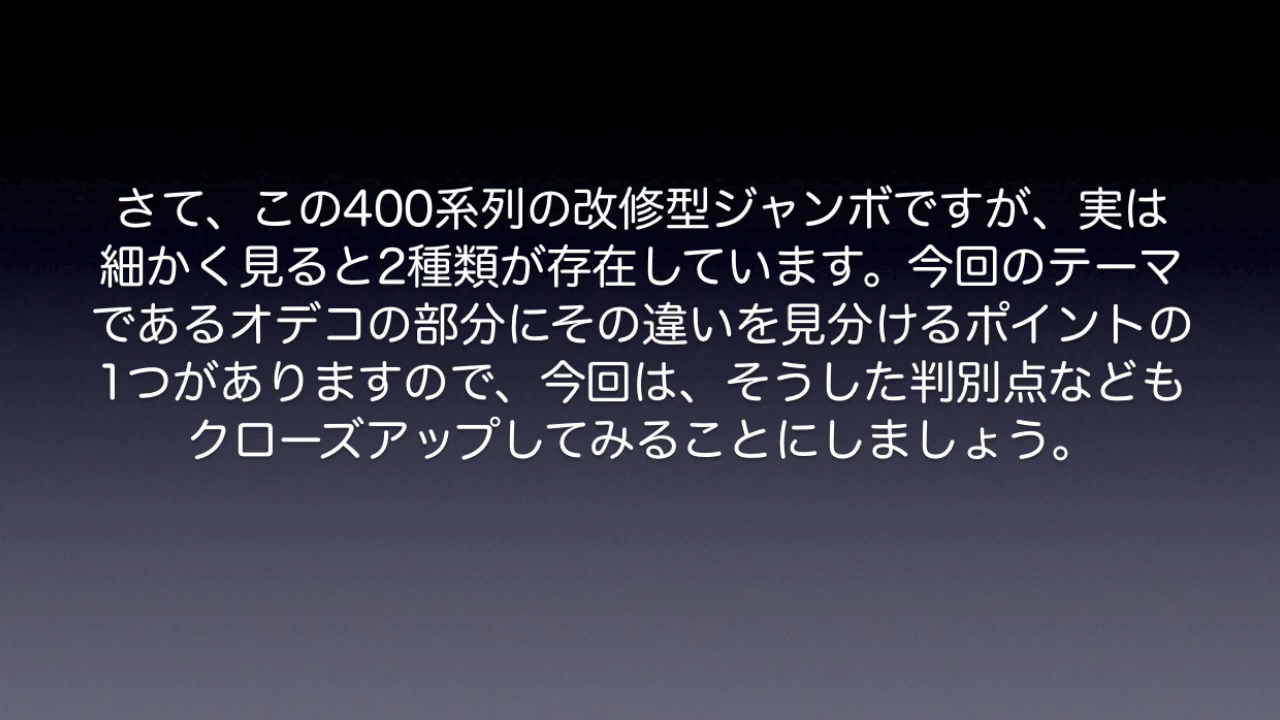 さて、この400系列の改修型ジャンボですが、実は
細かく見ると2種類が存在しています。今回のテーマ
であるオデコの部分にその違いを見分けるポイントの
1つがありますので、今回は、そうした判別点なども
クローズアップしてみることにしましょう。